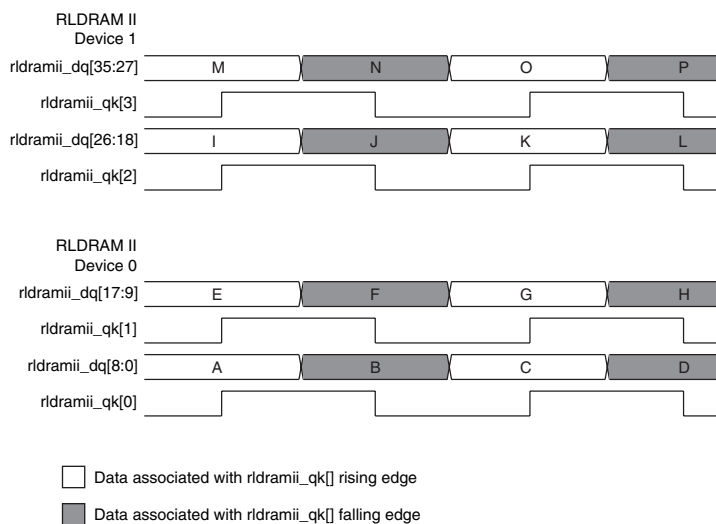 RLDRAM II
Device 1
rldramii_dq[35:27] M N O P
rldramii_qk[3]
rldramii_dq[26:18] I J K L
rldramii_qk[2]
RLDRAM II
Device 0
rldramii_dq[17:9] E F G H
rldramii_qk[1]
rldramii_dq[8:0] A B C D
rldramii_qk[0]
Data associated with rldramii_qk[] rising edge
Data associated with rldramii_qk[] falling edge